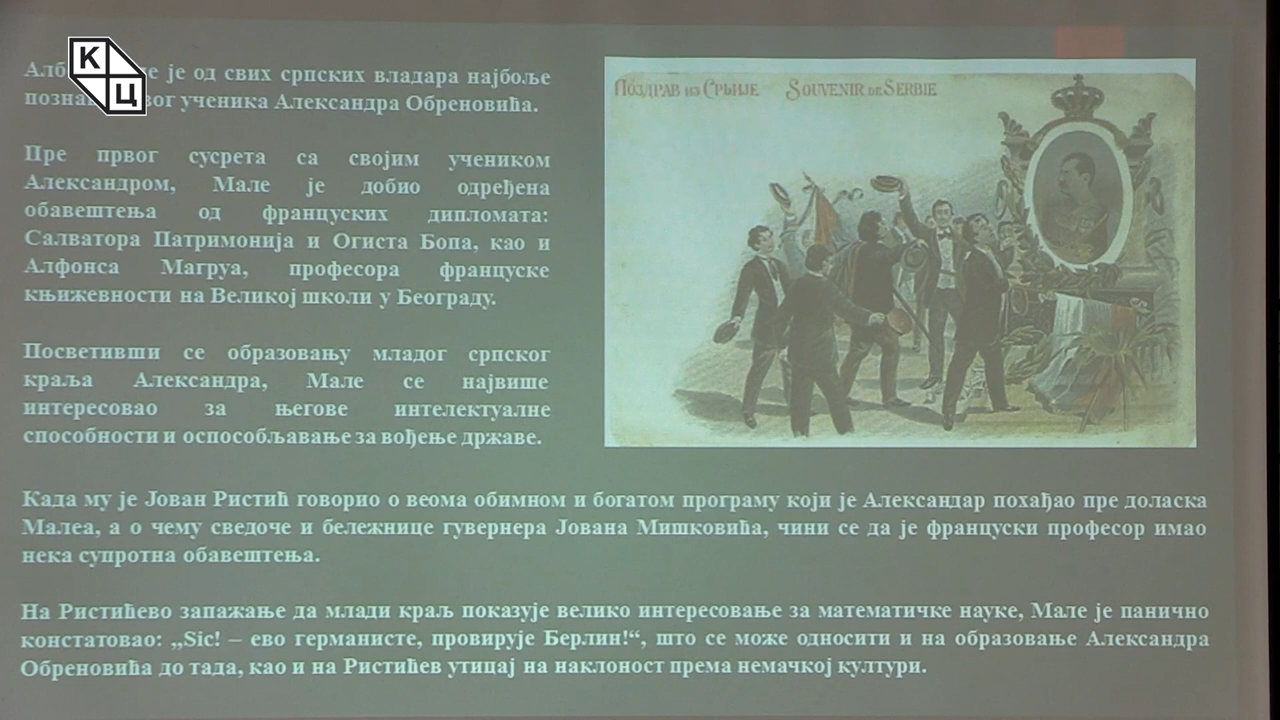 К
Ц
је од свих српских владара најбоље
ученика Александра Обреновића.
Пре првог сусрета са својим учеником
Александром, Мале је добио одређена
обавештења од француских дипломата:
Салватора Патримонија и Огиста Бопа, као и
Алфонса Магруа, професора француске
књижевности на Великој школи у Београду.
Посветивши се образовању младог српског
краља Александра, Мале се највише
интересовао за његове интелектуалне
способности и оспособљавање за вођење државе.
Поздрав из Србије Souvenir de Serbie
Када му је Јован Ристић говорио о веома обимном и богатом програму који је Александар похађао пре доласка
Малеа, а о чему сведоче и бележнице гувернера Јована Мишковића, чини се да је француски професор имао
нека супротна обавештења.
На Ристићево запажање да млади краљ показује велико интересовање за математичке науке, Мале је панично
констатовао: „Sic! – ево германисте, провирује Берлин!“, што се може односити и на образовање Александра
Обреновића до тада, као и на Ристићев утицај на наклоност према немачкој култури.